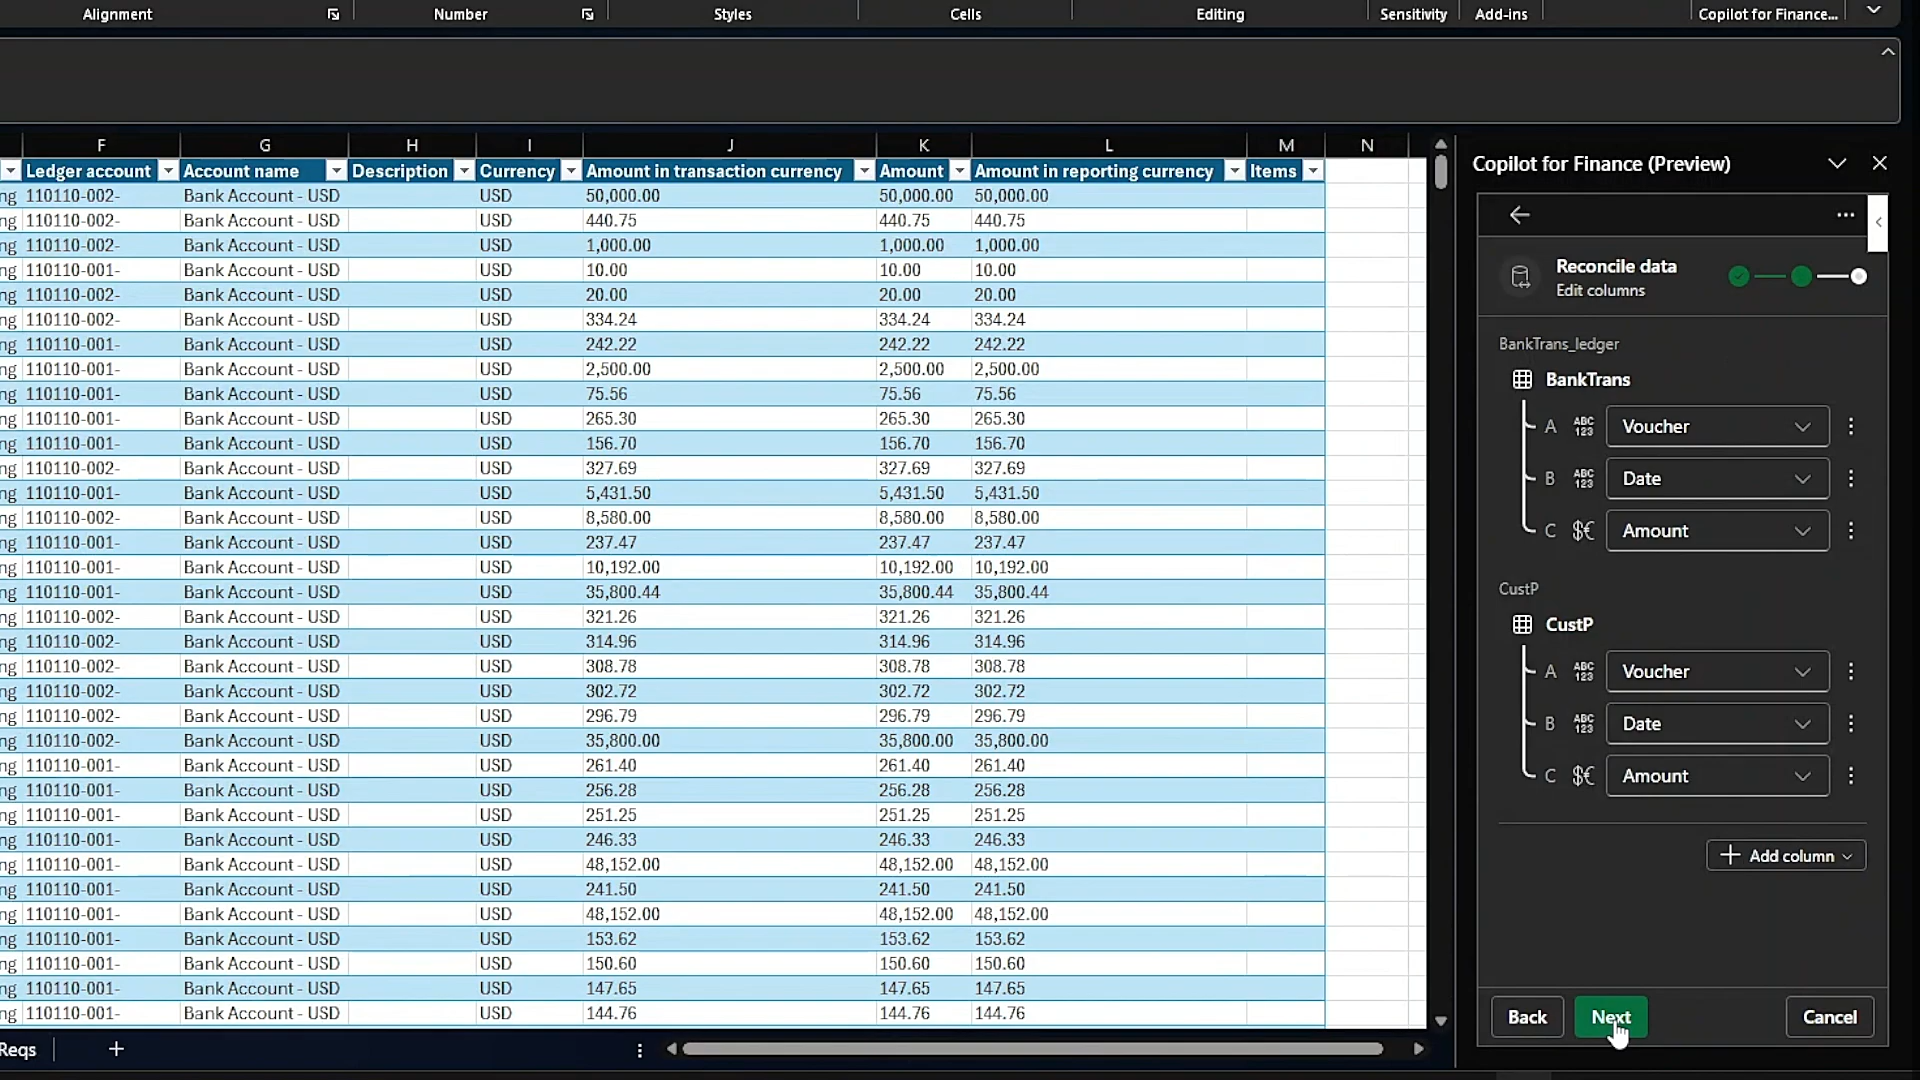 Alignment Number Styles Cells Editing Sensitivity Add-ins Copilot for Finance...
F G H I J K L M N
Ledger account Account name Description Currency Amount in transaction currency Amount Amount in reporting currency Items
ng 110110-002- Bank Account - USD USD 50,000.00 50,000.00 50,000.00
ng 110110-002- Bank Account - USD USD 440.75 440.75 440.75
ng 110110-002- Bank Account - USD USD 1,000.00 1,000.00 1,000.00
ng 110110-001- Bank Account - USD USD 10.00 10.00 10.00
ng 110110-002- Bank Account - USD USD 20.00 20.00 20.00
ng 110110-002- Bank Account - USD USD 334.24 334.24 334.24
ng 110110-001- Bank Account - USD USD 242.22 242.22 242.22
ng 110110-001- Bank Account - USD USD 2,500.00 2,500.00 2,500.00
ng 110110-001- Bank Account - USD USD 75.56 75.56 75.56
ng 110110-001- Bank Account - USD USD 265.30 265.30 265.30
ng 110110-001- Bank Account - USD USD 156.70 156.70 156.70
ng 110110-002- Bank Account - USD USD 327.69 327.69 327.69
ng 110110-001- Bank Account - USD USD 5,431.50 5,431.50 5,431.50
ng 110110-002- Bank Account - USD USD 8,580.00 8,580.00 8,580.00
ng 110110-001- Bank Account - USD USD 237.47 237.47 237.47
ng 110110-001- Bank Account - USD USD 10,192.00 10,192.00 10,192.00
ng 110110-001- Bank Account - USD USD 35,800.44 35,800.44 35,800.44
ng 110110-002- Bank Account - USD USD 321.26 321.26 321.26
ng 110110-002- Bank Account - USD USD 314.96 314.96 314.96
ng 110110-002- Bank Account - USD USD 308.78 308.78 308.78
ng 110110-002- Bank Account - USD USD 302.72 302.72 302.72
ng 110110-002- Bank Account - USD USD 296.79 296.79 296.79
ng 110110-002- Bank Account - USD USD 35,800.00 35,800.00 35,800.00
ng 110110-001- Bank Account - USD USD 261.40 261.40 261.40
ng 110110-001- Bank Account - USD USD 256.28 256.28 256.28
ng 110110-001- Bank Account - USD USD 251.25 251.25 251.25
ng 110110-001- Bank Account - USD USD 246.33 246.33 246.33
ng 110110-001- Bank Account - USD USD 48,152.00 48,152.00 48,152.00
ng 110110-001- Bank Account - USD USD 241.50 241.50 241.50
ng 110110-001- Bank Account - USD USD 48,152.00 48,152.00 48,152.00
ng 110110-001- Bank Account - USD USD 153.62 153.62 153.62
ng 110110-001- Bank Account - USD USD 150.60 150.60 150.60
ng 110110-001- Bank Account - USD USD 147.65 147.65 147.65
ng 110110-001- Bank Account - USD USD 144.76 144.76 144.76
Reqs
Copilot for Finance (Preview)
Reconcile data
Edit columns
BankTrans_ledger
BankTrans
A ABC 123 Voucher
B ABC 123 Date
C $€ Amount
CustP
CustP
A ABC 123 Voucher
B ABC 123 Date
C $€ Amount
Add column
Back Next Cancel